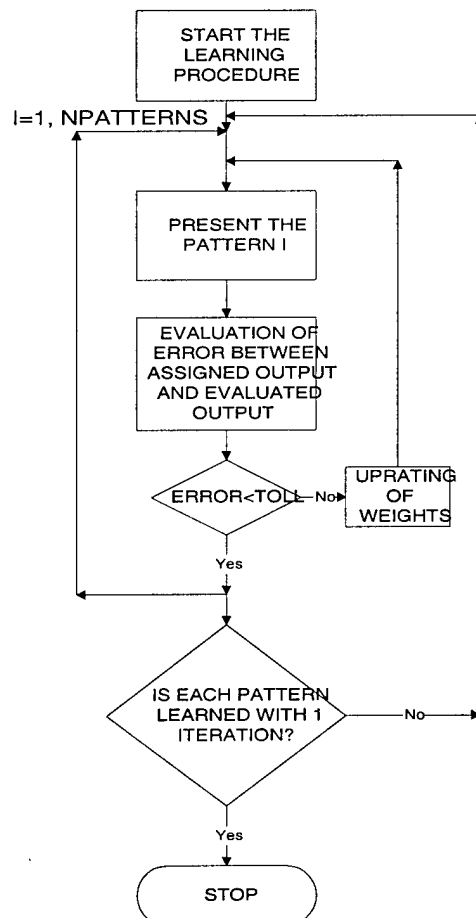 START THE
LEARNING
PROCEDURE
I=1, NPATTERNS
PRESENT THE
PATTERN I
EVALUATION OF
ERROR BETWEEN
ASSIGNED OUTPUT
AND EVALUATED
OUTPUT
ERROR<TOLL
No
UPRATING
OF
WEIGHTS
Yes
IS EACH PATTERN
LEARNED WITH 1
ITERATION?
No
Yes
STOP